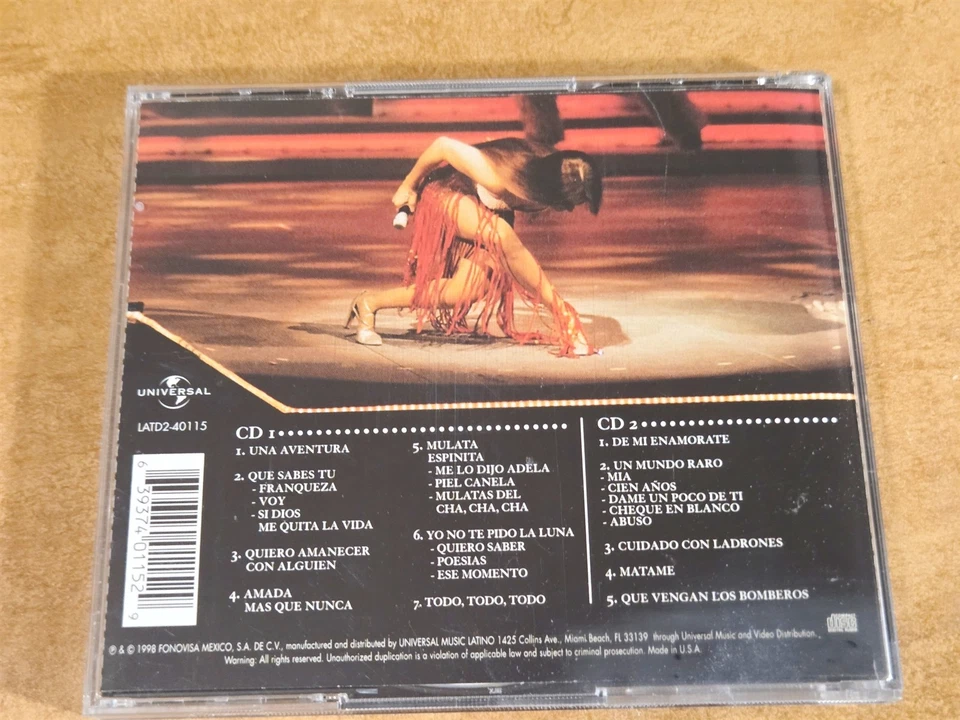 UNIVERSAL
LATD2-40115
6 39374 01152 9
CD 1
1. UNA AVENTURA
2. QUE SABES TU
- FRANQUEZA
- VOY
- SI DIOS
ME QUITA LA VIDA
3. QUIERO AMANECER
CON ALGUIEN
4. AMADA
MAS QUE NUNCA
5. MULATA
ESPINITA
- ME LO DIJO ADELA
- PIEL CANELA
- MULATAS DEL
CHA, CHA, CHA
6. YO NO TE PIDO LA LUNA
- QUIERO SABER
- POESIAS
- ESE MOMENTO
7. TODO, TODO, TODO
CD 2
1. DE MI ENAMORATE
2. UN MUNDO RARO
- MIA
- CIEN AÑOS
- DAME UN POCO DE TI
- CHEQUE EN BLANCO
- ABUSO
3. CUIDADO CON LADRONES
4. MATAME
5. QUE VENGAN LOS BOMBEROS
℗ & © 1998 FONOVISA MEXICO, S.A. DE C.V., manufactured and distributed by UNIVERSAL MUSIC LATINO 1425 Collins Ave., Miami Beach, FL 33139 through Universal Music and Video Distribution.
Warning: All rights reserved. Unauthorized duplication is a violation of applicable law and subject to criminal prosecution. Made in U.S.A.